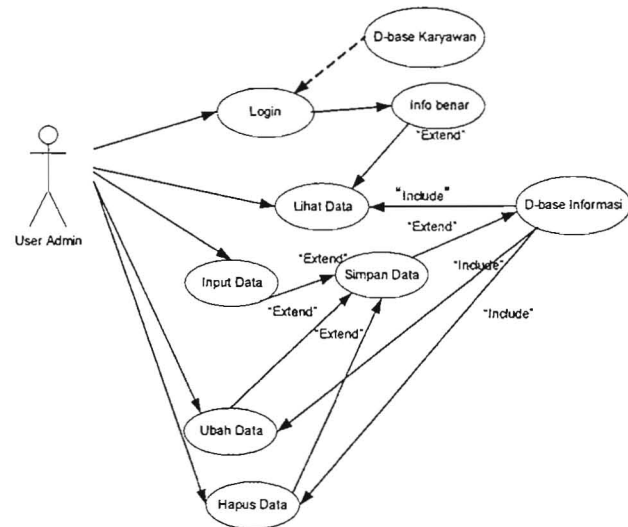 D-base Karyawan
Login
Info benar
"Extend"
User Admin
Lihat Data
"Include"
D-base Informasi
"Extend"
"Extend"
Input Data
Simpan Data
"Include"
"Extend"
"Include"
"Extend"
Ubah Data
Hapus Data